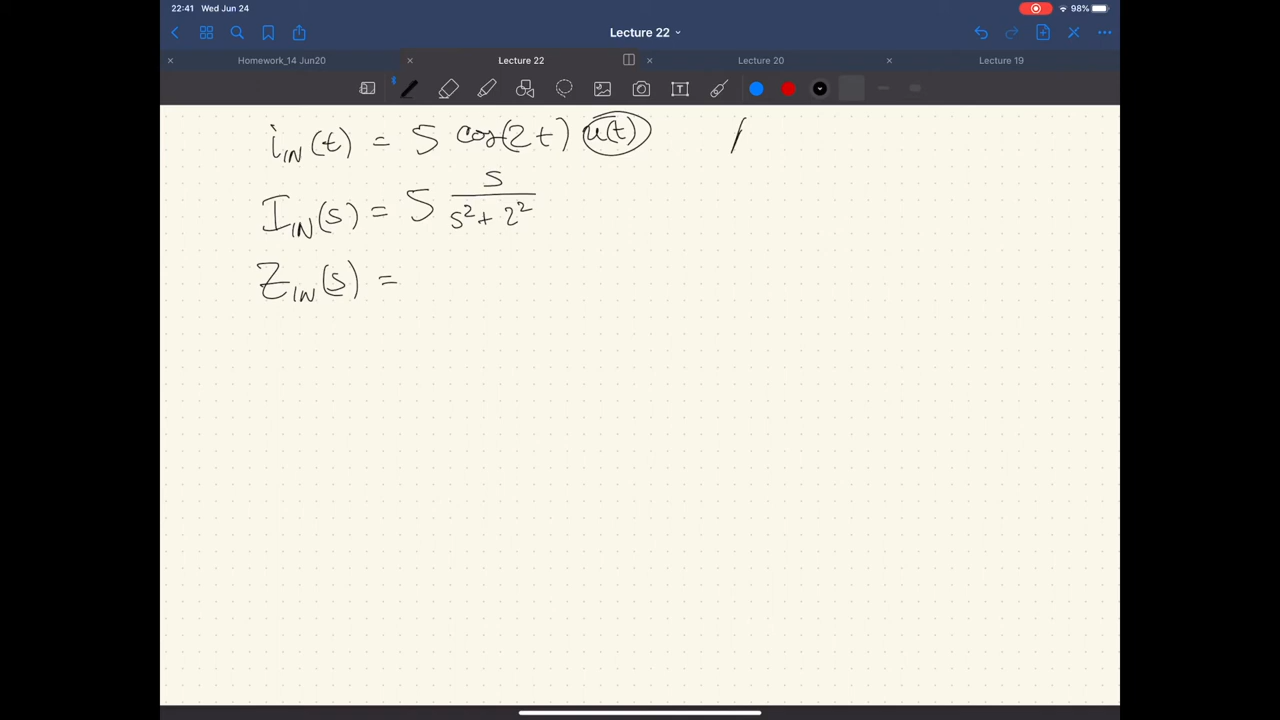 22:41 Wed Jun 24
98%
Lecture 22
Homework_14 Jun20
Lecture 22
Lecture 20
Lecture 19
i_IN(t) = 5 cos(2t) u(t)
I_IN(s) = 5 s/(s²+2²)
Z_IN(s) =